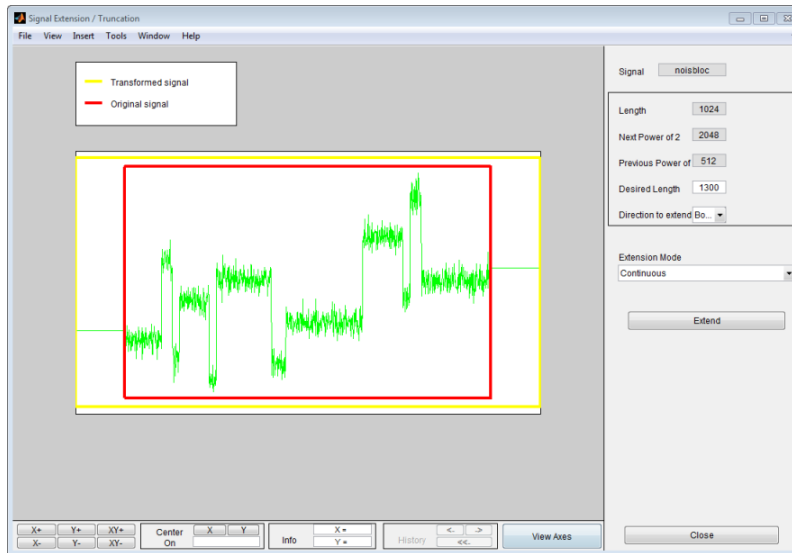 Signal Extension / Truncation
File View Insert Tools Window Help
Transformed signal
Original signal
Signal noisbloc
Length 1024
Next Power of 2 2048
Previous Power of 512
Desired Length 1300
Direction to extend Bo...
Extension Mode
Continuous
Extend
X+ Y+ XY+
X- Y- XY-
Center On X Y
Info X = Y =
History <- -> <<-
View Axes
Close